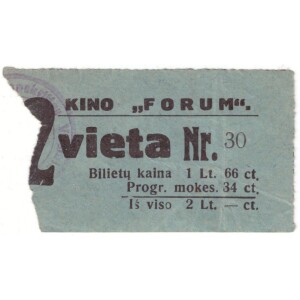 KINO „FORUM“.
2 vieta Nr. 30
Bilietų kaina 1 Lt. 66 ct,
Progr. mokes. 34 ct,
Iš viso 2 Lt. — ct.